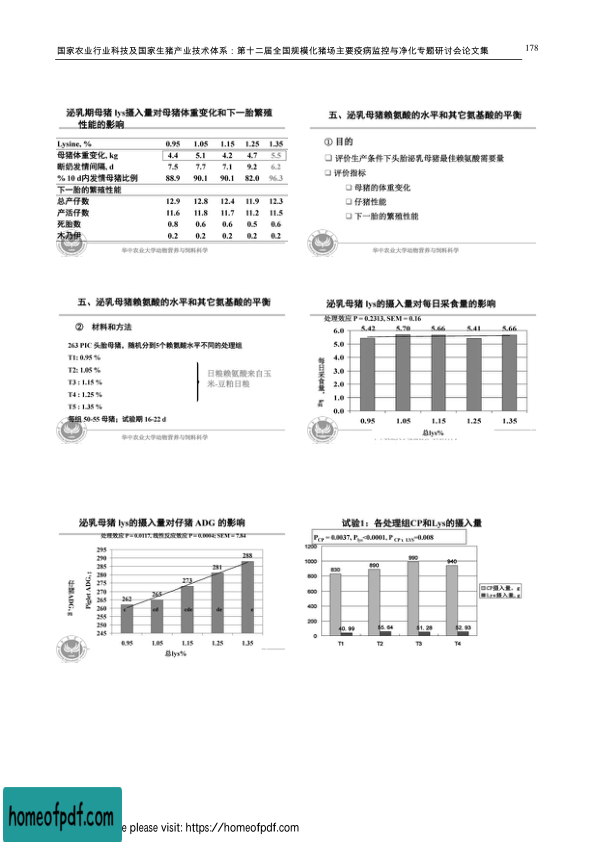 国家农业行业科技及国家生猪产业技术体系：第十二届全国规模化猪场主要疫病监控与净化专题研讨会论文集
178
泌乳期母猪 lys摄入量对母猪体重变化和下一胎繁殖
性能的影响
Lysine, % 0.95 1.05 1.15 1.25 1.35
母猪体重变化, kg 4.4 5.1 4.2 4.7 5.5
断奶发情间隔, d 7.5 7.7 7.1 9.2 6.2
% 10 d内发情母猪比例 88.9 90.1 90.1 82.0 96.3
下一胎的繁殖性能
总产仔数 12.9 12.8 12.4 11.9 12.3
产活仔数 11.6 11.8 11.7 11.2 11.5
死胎数 0.8 0.6 0.6 0.5 0.6
木乃伊 0.2 0.2 0.2 0.2 0.2
华中农业大学动物营养与饲料科学
五、泌乳母猪赖氨酸的水平和其它氨基酸的平衡
① 目的
❑ 评价生产条件下头胎泌乳母猪最佳赖氨酸需要量
❑ 评价指标
❑ 母猪的体重变化
❑ 仔猪性能
❑ 下一胎的繁殖性能
华中农业大学动物营养与饲料科学
五、泌乳母猪赖氨酸的水平和其它氨基酸的平衡
② 材料和方法
263 PIC 头胎母猪，随机分到5个赖氨酸水平不同的处理组
T1: 0.95 %
T2: 1.05 %
T3 : 1.15 %
T4 : 1.25 %
T5 : 1.35 %
日粮赖氨酸来自玉
米-豆粕日粮
每组 50-55 母猪；试验期 16-22 d
华中农业大学动物营养与饲料科学
泌乳母猪 lys的摄入量对每日采食量的影响
处理效应 P = 0.2313, SEM = 0.16
5.42 5.70 5.66 5.41 5.66
6.0
5.0
4.0
3.0
2.0
1.0
0.0
每日采食量，kg
0.95 1.05 1.15 1.25 1.35
总lys%
泌乳母猪 lys的摄入量对仔猪 ADG 的影响
处理效应 P = 0.0117, 线性反应效应 P = 0.0004; SEM = 7.84
295
290
285
280
275
270
265
260
255
250
245
Piglet ADG, g
262 265 273 281 288
c cd cde de e
0.95 1.05 1.15 1.25 1.35
总lys%
试验1：各处理组CP和Lys的摄入量
PCP = 0.0037, Plys<0.0001, P CP x LYS=0.008
1200
1000
800
600
400
200
0
830 890 990 940
40.99 55.64 51.28 52.93
T1 T2 T3 T4
CP摄入量，g
Lys摄入量,g
homeofpdf.com
e please visit: https://homeofpdf.com